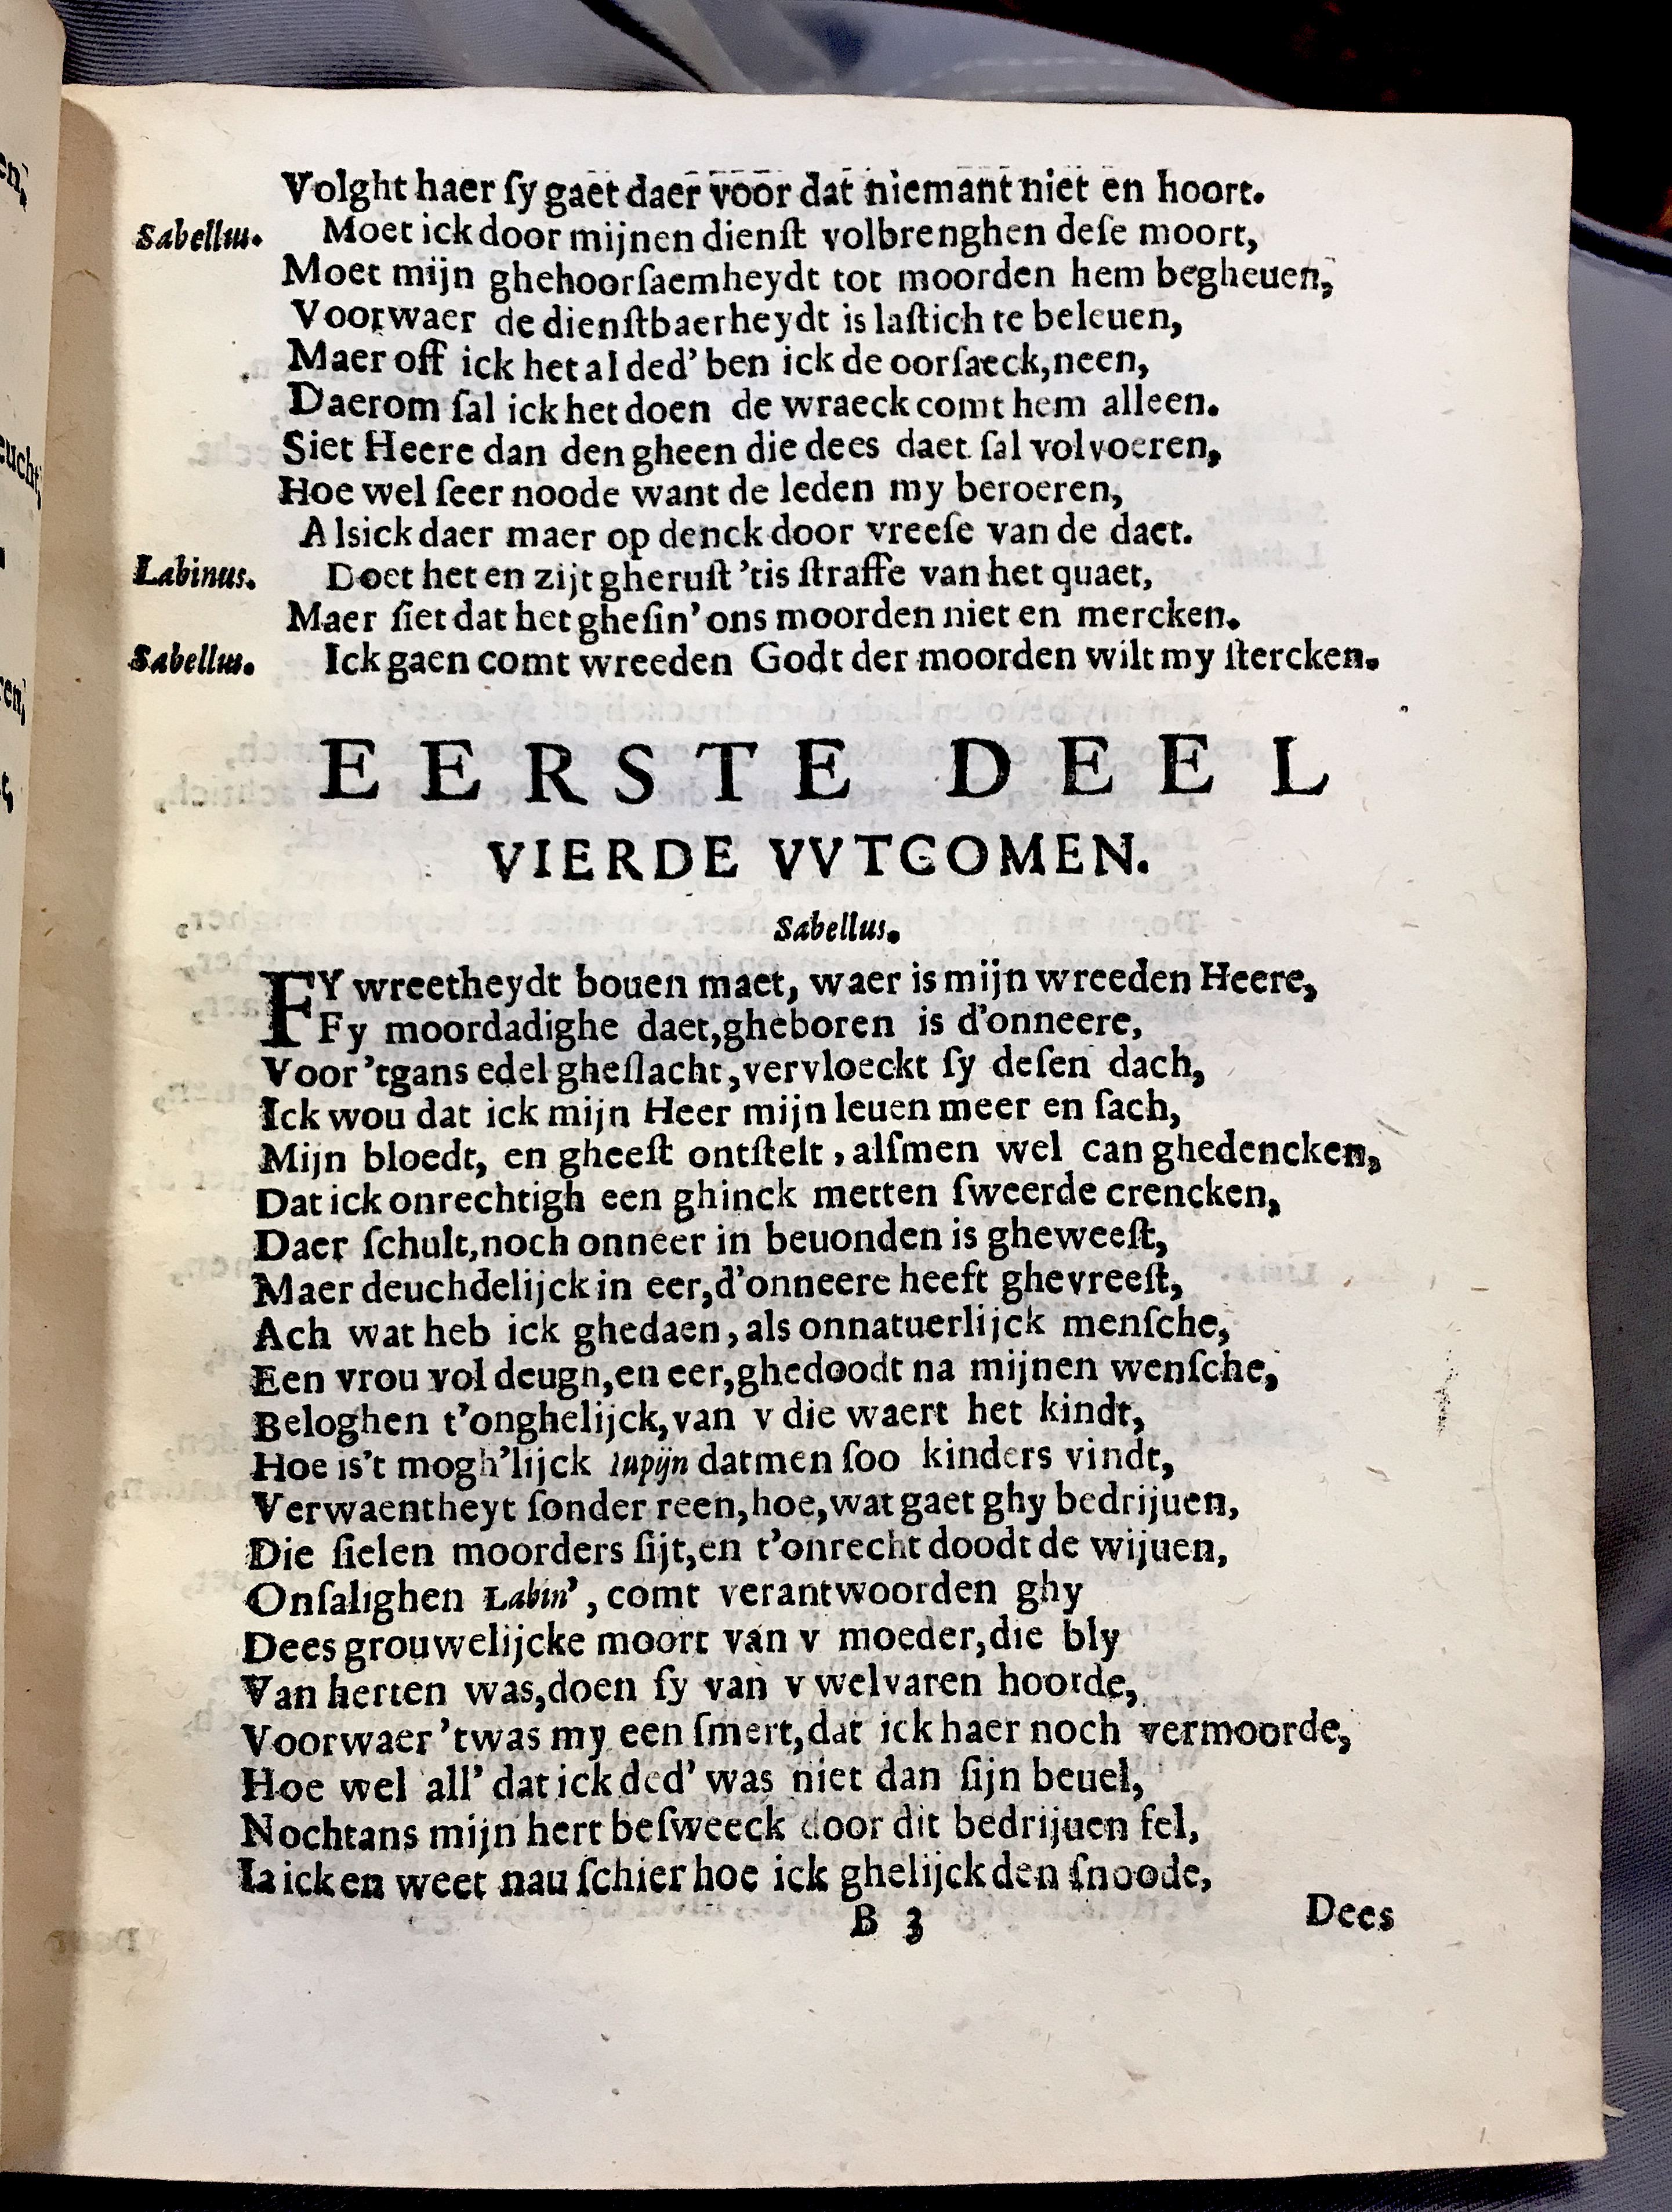 Volght haer ſy gaet daer voor dat niemant niet en hoort.
Sabellus. Moet ick door mijnen dienſt volbrenghen deſe moort,
Moet mijn ghehoorſaemheydt tot moorden hem begheuen,
Voorwaer de dienſtbaerheydt is laſtich te beleuen,
Maer off ick het al ded' ben ick de oorſaeck, neen,
Daerom ſal ick het doen de wraeck comt hem alleen.
Siet Heere dan den gheen die dees daet ſal volvoeren,
Hoe wel ſeer noode want de leden my beroeren,
Als ick daer maer op denck door vreeſe van de daet.
Labinus. Doet het en zijt gheruſt 'tis ſtraffe van het quaet,
Maer ſiet dat het gheſin' ons moorden niet en mercken.
Sabellus. Ick gaen comt wreeden Godt der moorden wilt my ſtercken.
EERSTE DEEL
VIERDE VVTCOMEN.
Sabellus.
FY wreetheydt bouen maet, waer is mijn wreeden Heere,
Fy moordadighe daet, gheboren is d'onneere,
Voor 'tgans edel gheſlacht, vervloeckt ſy deſen dach,
Ick wou dat ick mijn Heer mijn leuen meer en ſach,
Mijn bloedt, en gheeſt ontſtelt, alſmen wel can ghedencken,
Dat ick onrechtigh een ghinck metten ſweerde crencken,
Daer ſchult, noch onneer in beuonden is gheweeſt,
Maer deuchdelijck in eer, d'onneere heeft ghevreeſt,
Ach wat heb ick ghedaen, als onnatuerlijck menſche,
Een vrou vol deugn, en eer, ghedoodt na mijnen wenſche,
Beloghen t'onghelijck, van v die waert het kindt,
Hoe is't mogh'lijck Iupijn datmen ſoo kinders vindt,
Verwaentheyt ſonder reen, hoe, wat gaet ghy bedrijuen,
Die ſielen moorders ſijt, en t'onrecht doodt de wijuen,
Onſalighen Labin', comt verantwoorden ghy
Dees grouwelijcke moort van v moeder, die bly
Van herten was, doen ſy van v welvaren hoorde,
Voorwaer 'twas my een ſmert, dat ick haer noch vermoorde,
Hoe wel all' dat ick ded' was niet dan ſijn beuel,
Nochtans mijn hert beſweeck door dit bedrijuen fel,
Ia ick en weet nau ſchier hoe ick ghelijck den ſnoode,
B 3 Dees